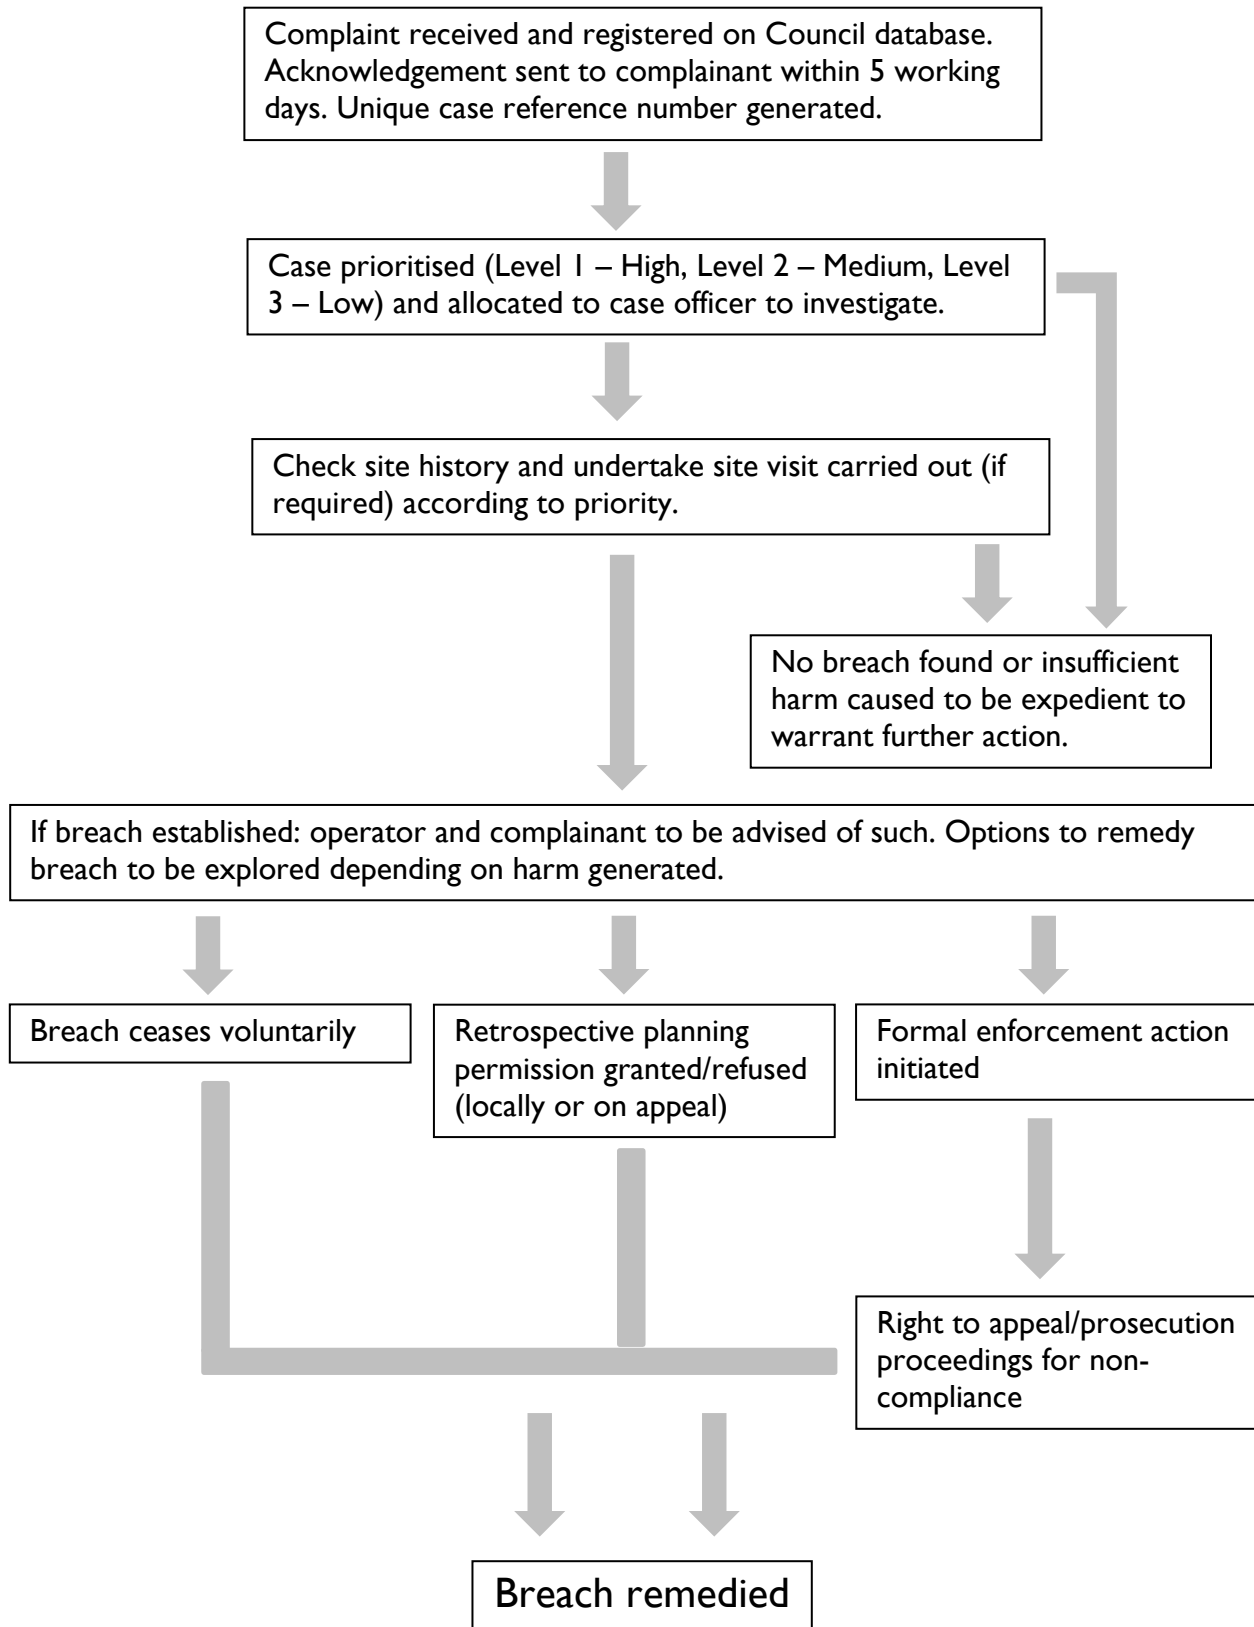 Complaint received and registered on Council database.
Acknowledgement sent to complainant within 5 working
days. Unique case reference number generated.
Case prioritised (Level 1 – High, Level 2 – Medium, Level
3 – Low) and allocated to case officer to investigate.
Check site history and undertake site visit carried out (if
required) according to priority.
No breach found or insufficient
harm caused to be expedient to
warrant further action.
If breach established: operator and complainant to be advised of such. Options to remedy
breach to be explored depending on harm generated.
Breach ceases voluntarily
Retrospective planning
permission granted/refused
(locally or on appeal)
Formal enforcement action
initiated
Right to appeal/prosecution
proceedings for non-
compliance
Breach remedied